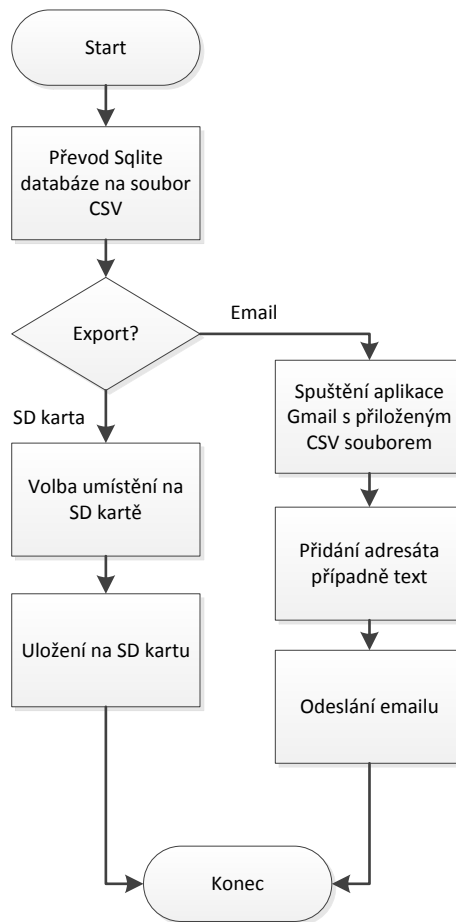 Start
Převod Sqlite
databáze na soubor
CSV
Export?
Email
SD karta
Spuštění aplikace
Gmail s přiloženým
CSV souborem
Volba umístění na
SD kartě
Přidání adresáta
případně text
Uložení na SD kartu
Odeslání emailu
Konec